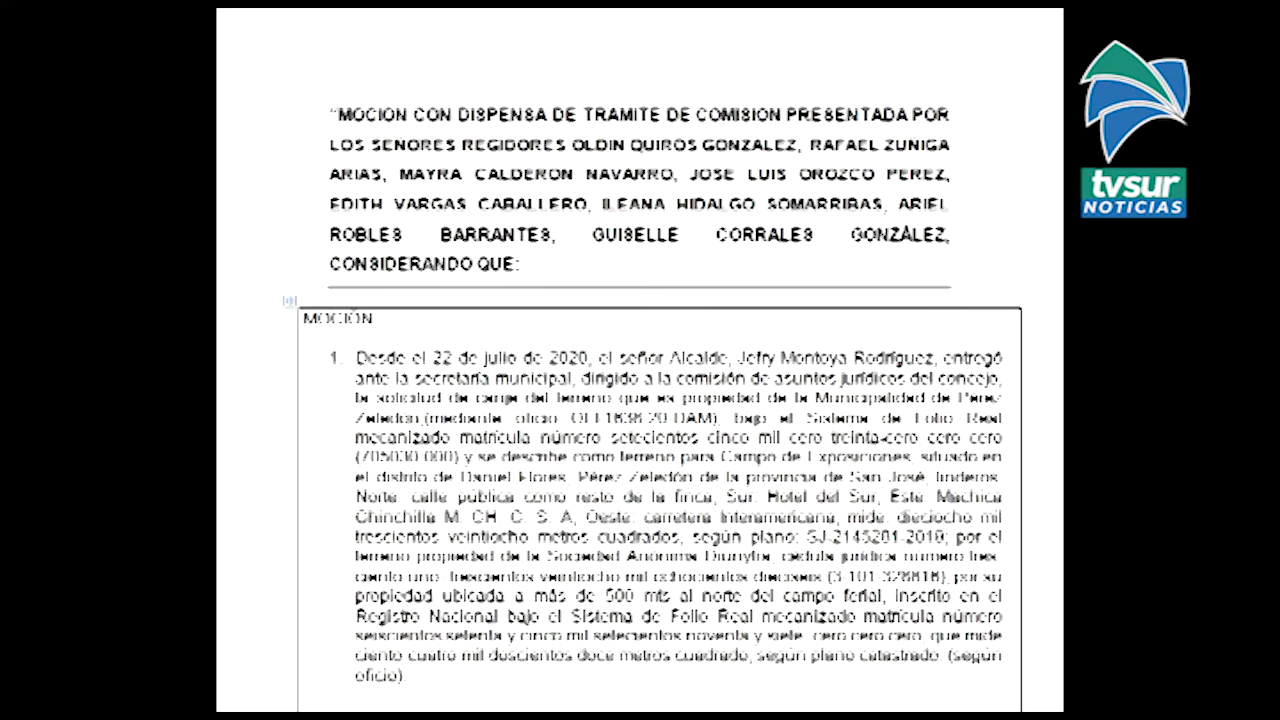 "MOCION CON DISPENSA DE TRAMITE DE COMISION PRESENTADA POR
LOS SEÑORES REGIDORES OLDIN QUIROS GONZALEZ, RAFAEL ZUÑIGA
ARIAS, MAYRA CALDERON NAVARRO, JOSE LUIS OROZCO PEREZ,
EDITH VARGAS CABALLERO, ILEANA HIDALGO SOMARRIBAS, ARIEL
ROBLES BARRANTES, GUISELLE CORRALES GONZÁLEZ,
CONSIDERANDO QUE:
tvsur
NOTICIAS
MOCIÓN
1. Desde el 22 de julio de 2020, el señor Alcalde, Jefry Montoya Rodríguez, entregó
ante la secretaría municipal, dirigido a la comisión de asuntos jurídicos del concejo,
la solicitud de canje del terreno que es propiedad de la Municipalidad de Pérez
Zeledón,(mediante oficio DAM), bajo el Sistema de Folio Real
mecanizado matrícula número setecientos cinco mil cero treinta-cero cero cero
(705030-000) y se describe como terreno para Campo de Exposiciones, situado en
el distrito de Daniel Flores, Pérez Zeledón de la provincia de San José, linderos:
Norte: calle pública como resto de la finca, Sur: Hotel del Sur, Este: Machica
Chinchilla M. CH. C. S. A, Oeste: carretera Interamericana, mide: dieciocho mil
trescientos veintiocho metros cuadrados, según plano: por el
terreno propiedad de la Sociedad Anónima cédula jurídica número tres-
ciento uno- trescientos veintiocho mil ochocientos dieciseis (3-101-328816), por su
propiedad ubicada a más de 500 mts al norte del campo ferial, inscrito en el
Registro Nacional bajo el Sistema de Folio Real mecanizado matrícula número
seiscientos setenta y cinco mil setecientos noventa y siete- cero cero cero, que mide
ciento cuatro mil doscientos doce metros cuadrado, según plano catastrado. (según
oficio)